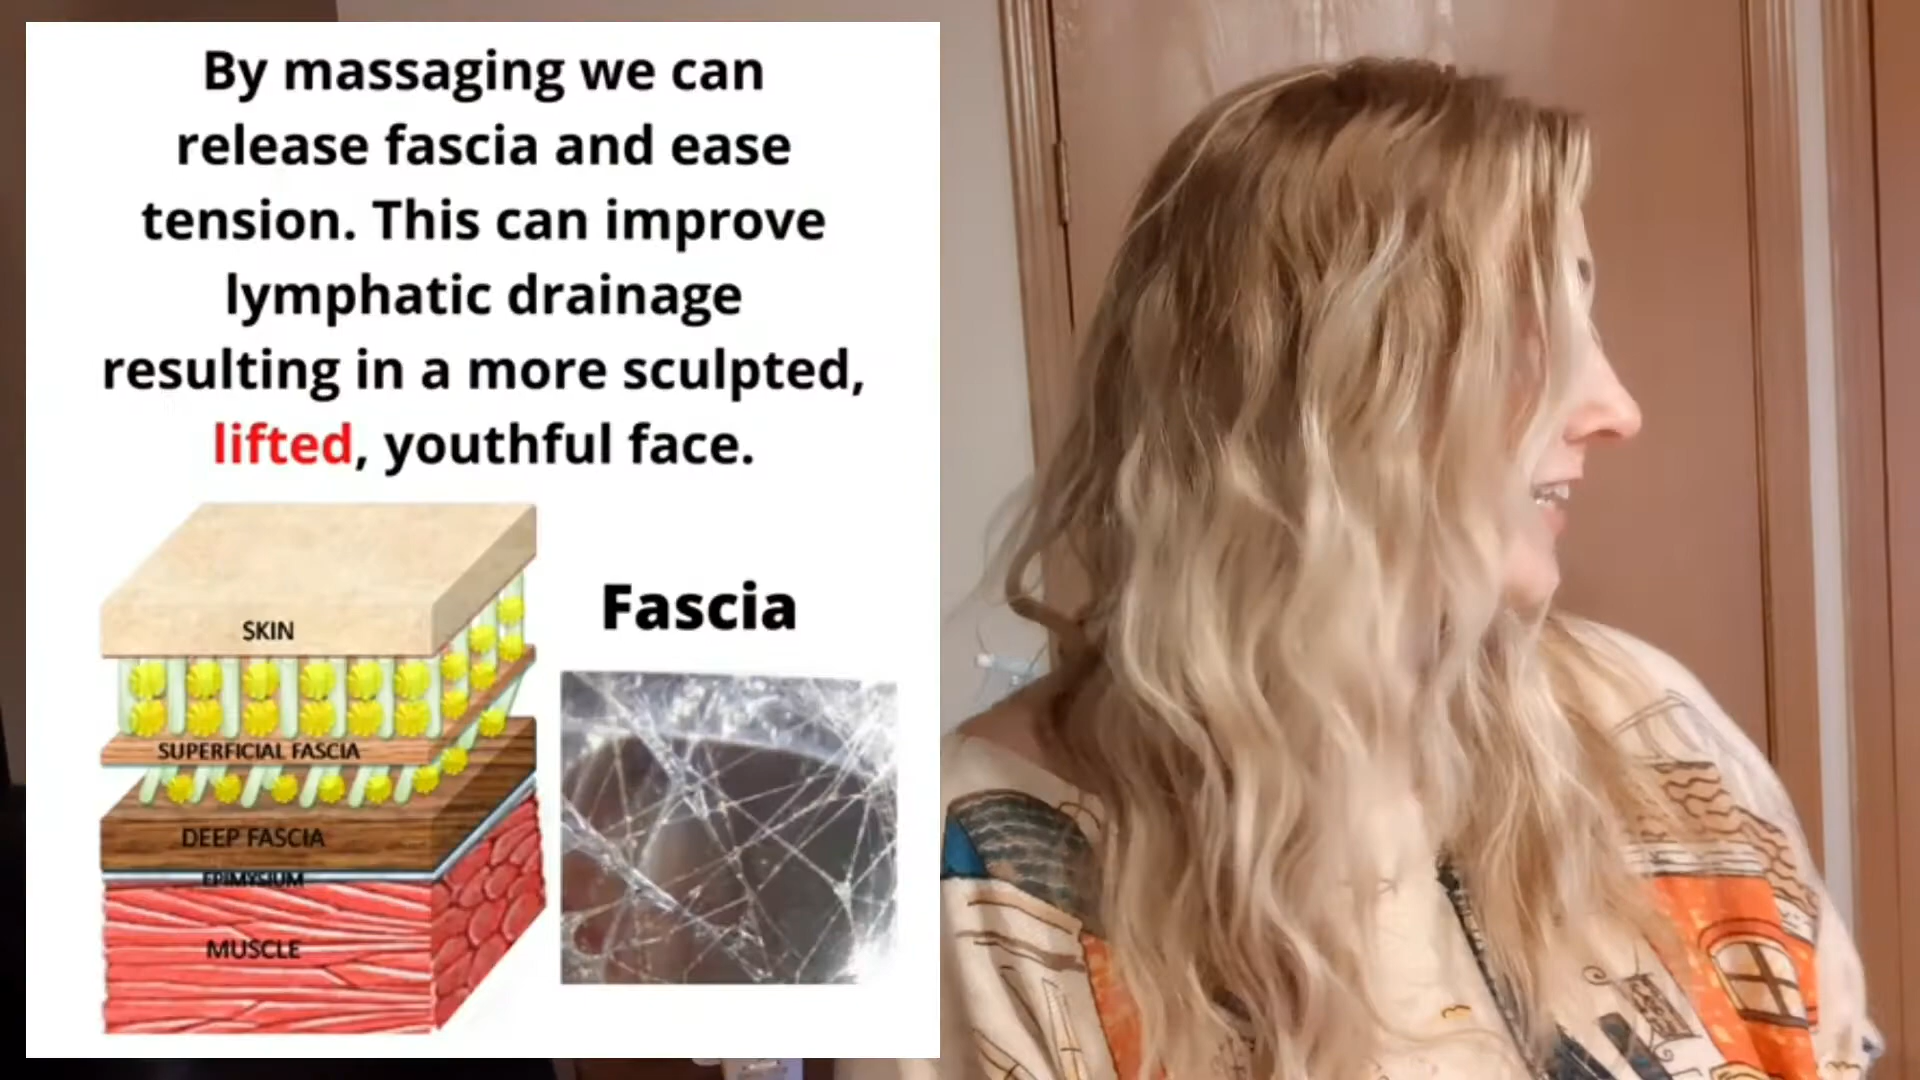 By massaging we can
release fascia and ease
tension. This can improve
lymphatic drainage
resulting in a more sculpted,
lifted, youthful face.
Fascia
SKIN
SUPERFICIAL FASCIA
DEEP FASCIA
EPIMYSIUM
MUSCLE